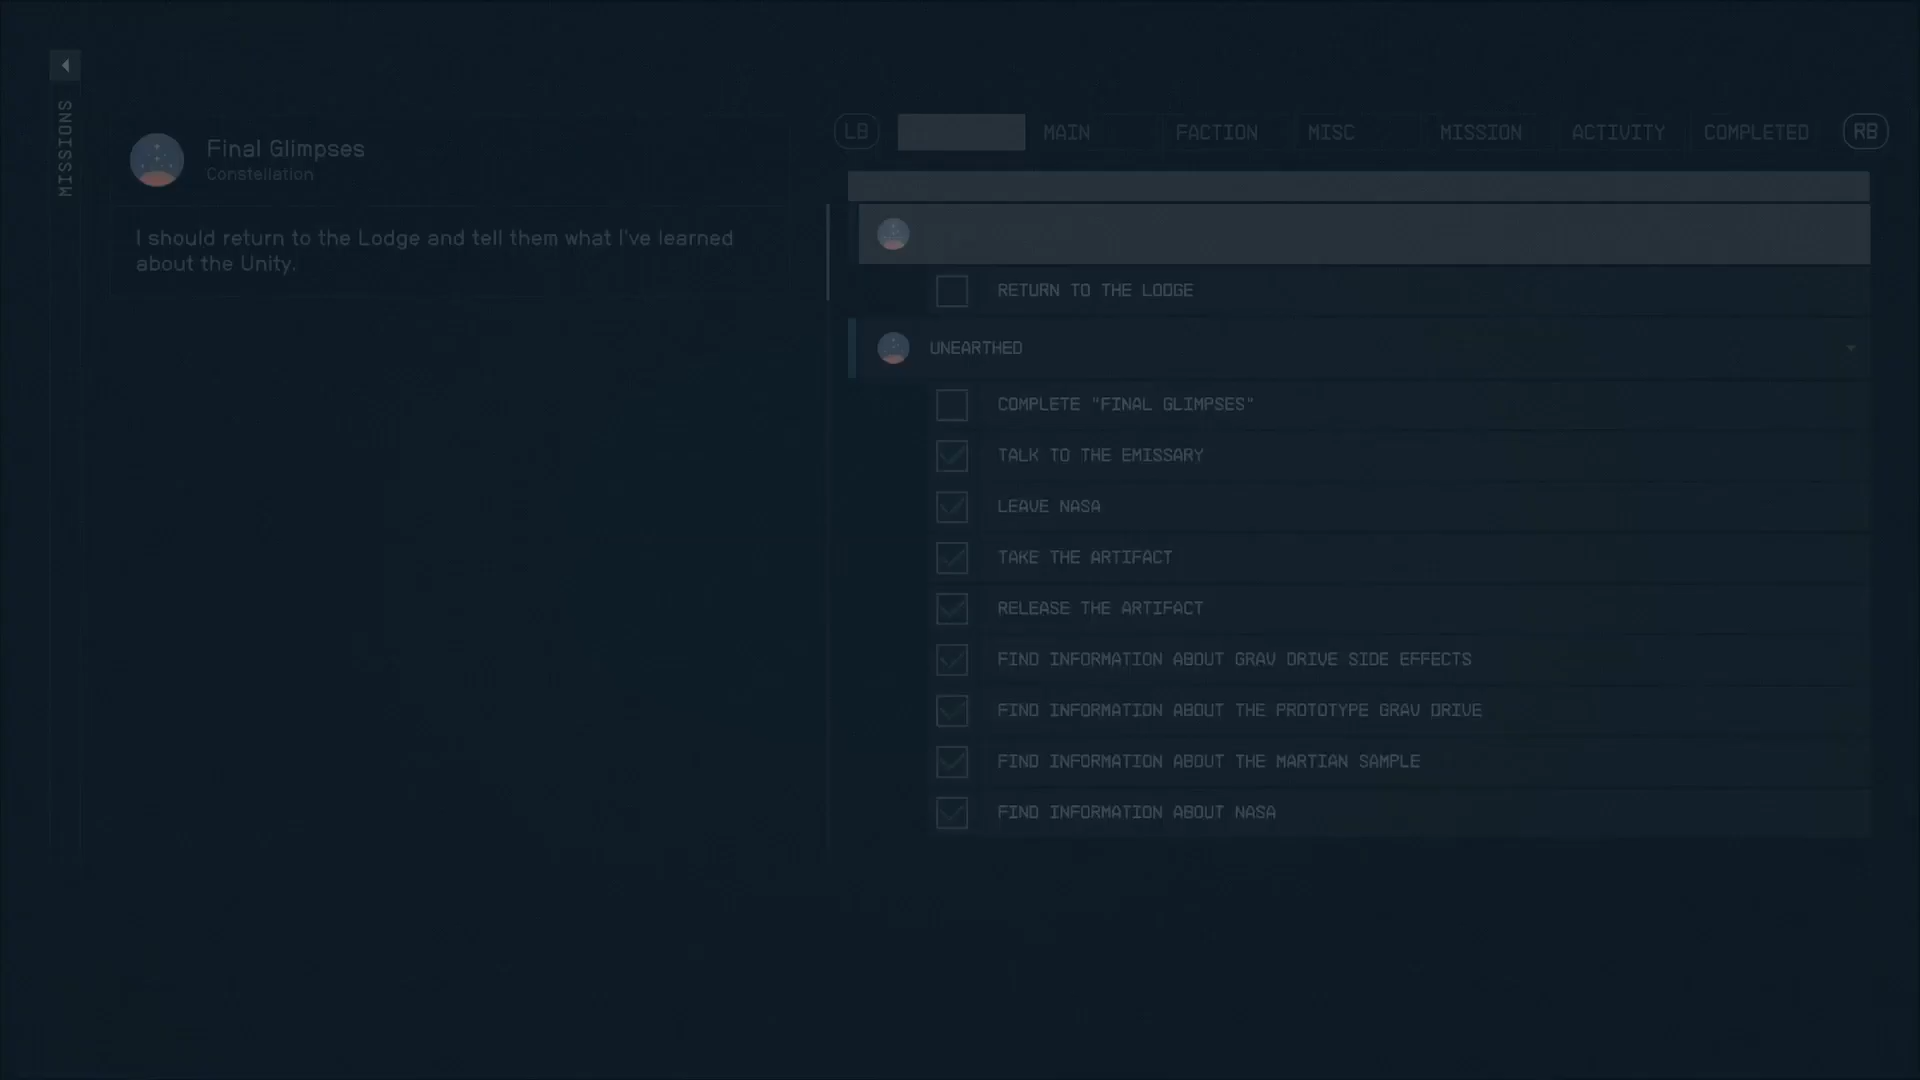 MISSIONS
Final Glimpses
Constellation
I should return to the Lodge and tell them what I've learned
about the Unity.
LB
MAIN
FACTION
MISC
MISSION
ACTIVITY
COMPLETED
RB
RETURN TO THE LODGE
UNEARTHED
COMPLETE "FINAL GLIMPSES"
TALK TO THE EMISSARY
LEAVE NASA
TAKE THE ARTIFACT
RELEASE THE ARTIFACT
FIND INFORMATION ABOUT GRAV DRIVE SIDE EFFECTS
FIND INFORMATION ABOUT THE PROTOTYPE GRAV DRIVE
FIND INFORMATION ABOUT THE MARTIAN SAMPLE
FIND INFORMATION ABOUT NASA